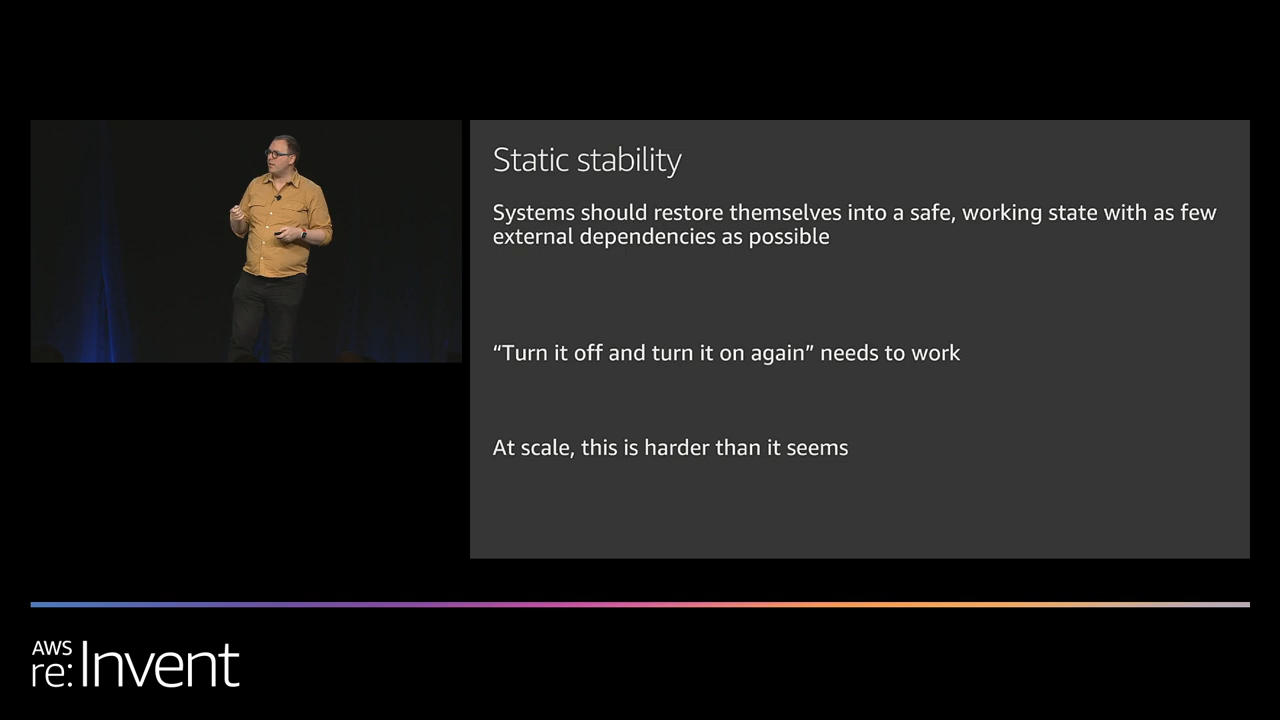 Static stability
Systems should restore themselves into a safe, working state with as few
external dependencies as possible
“Turn it off and turn it on again” needs to work
At scale, this is harder than it seems
AWS
re:Invent